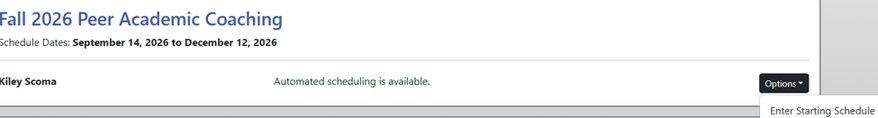 Fall 2026 Peer Academic Coaching
Schedule Dates: September 14, 2026 to December 12, 2026
Kiley Scoma Automated scheduling is available. Options
Enter Starting Schedule